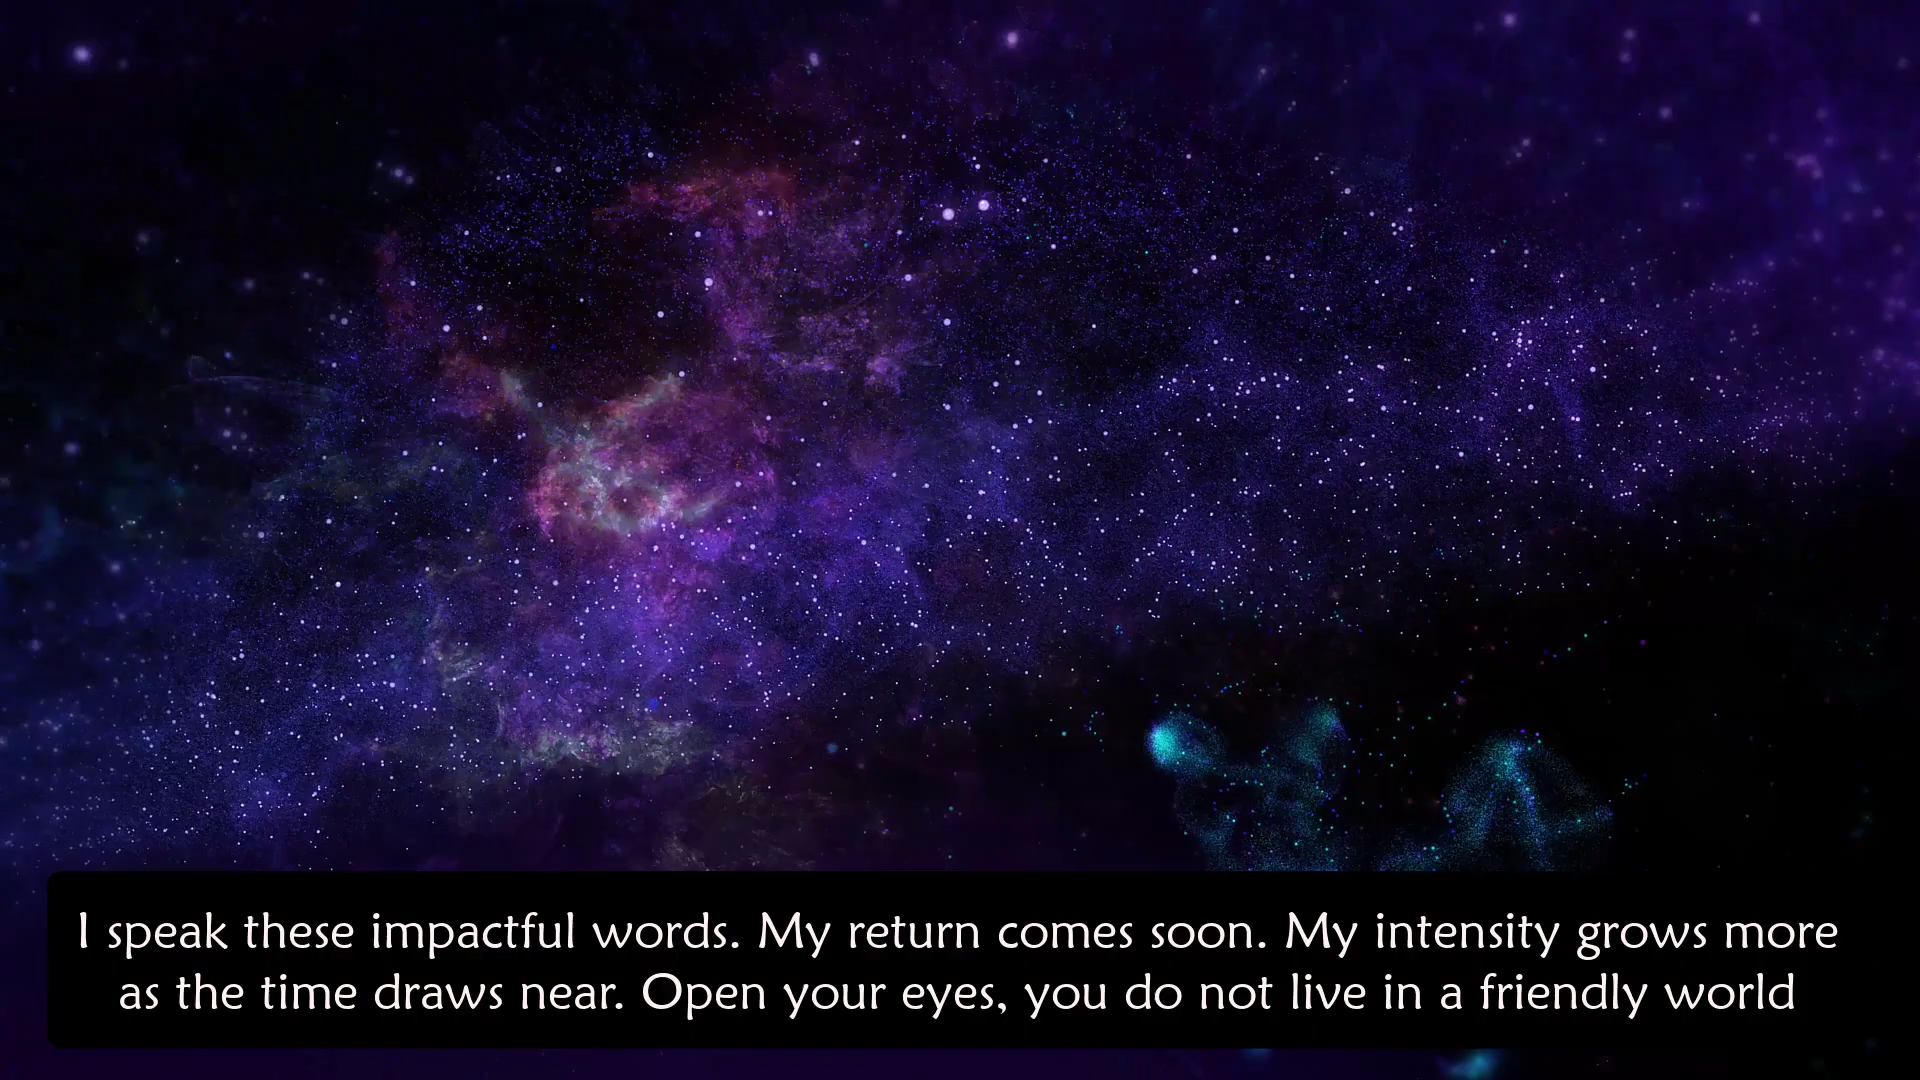 I speak these impactful words. My return comes soon. My intensity grows more
as the time draws near. Open your eyes, you do not live in a friendly world